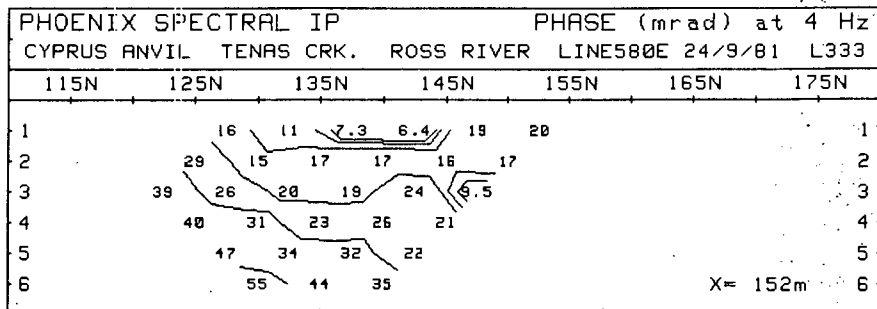 PHOENIX SPECTRAL IP PHASE (mrad) at 4 Hz
CYPRUS ANVIL TENAS CRK. ROSS RIVER LINE580E 24/9/81 L333
115N 125N 135N 145N 155N 165N 175N
1 16 11 7.3 6.4 19 20 1
2 29 15 17 17 16 17 2
3 39 26 20 19 24 9.5 3
4 40 31 23 26 21 4
5 47 34 32 22 5
6 55 44 35 X= 152m 6